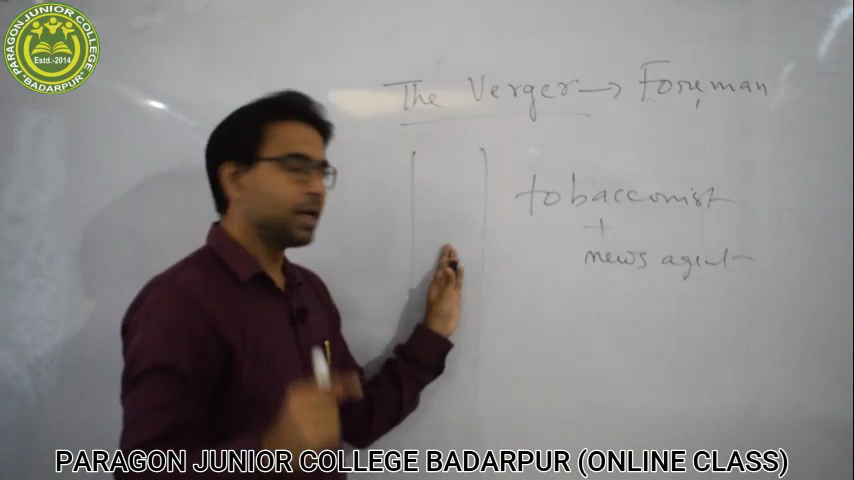 PARAGON JUNIOR COLLEGE
Estd.-2014
BADARPUR
The Verger → Foreman
tobacconist
+
news agent
PARAGON JUNIOR COLLEGE BADARPUR (ONLINE CLASS)